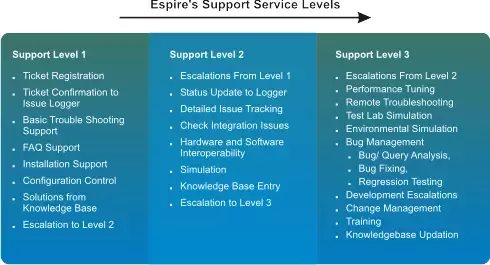 Espire's Support Service Levels
Support Level 1
Ticket Registration
Ticket Confirmation to
Issue Logger
Basic Trouble Shooting
Support
FAQ Support
Installation Support
Configuration Control
Solutions from
Knowledge Base
Escalation to Level 2
Support Level 2
Escalations From Level 1
Status Update to Logger
Detailed Issue Tracking
Check Integration Issues
Hardware and Software
Interoperability
Simulation
Knowledge Base Entry
Escalation to Level 3
Support Level 3
Escalations From Level 2
Performance Tuning
Remote Troubleshooting
Test Lab Simulation
Environmental Simulation
Bug Management
Bug/ Query Analysis,
Bug Fixing,
Regression Testing
Development Escalations
Change Management
Training
Knowledgebase Updation